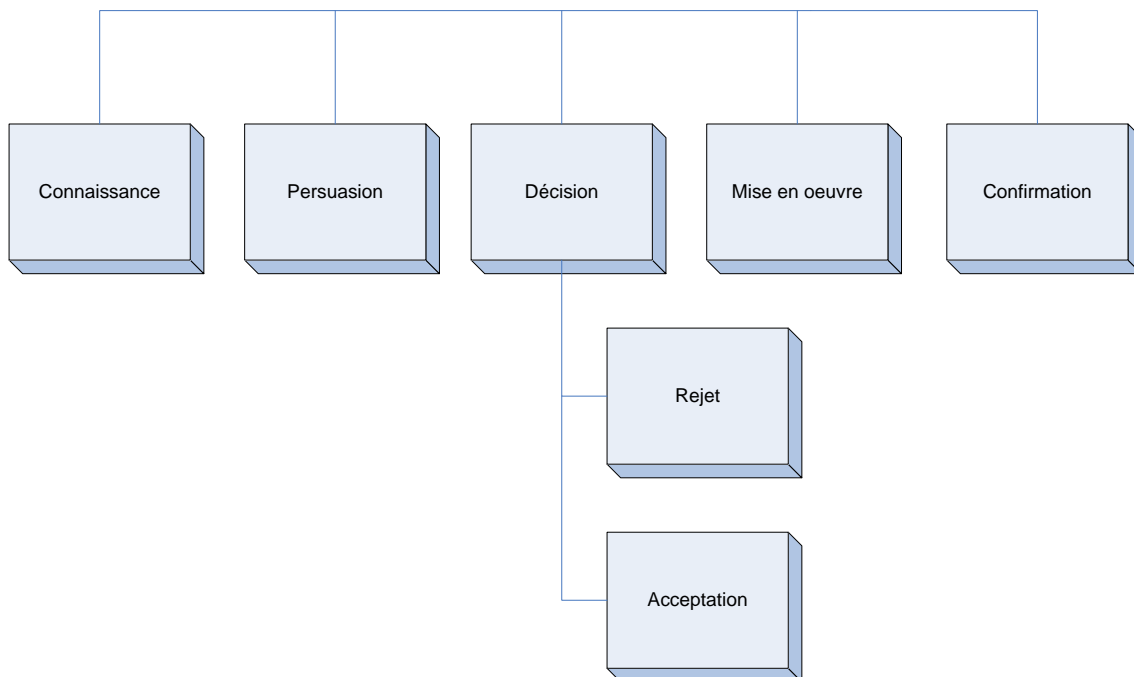 Connaissance
Persuasion
Décision
Mise en oeuvre
Confirmation
Rejet
Acceptation